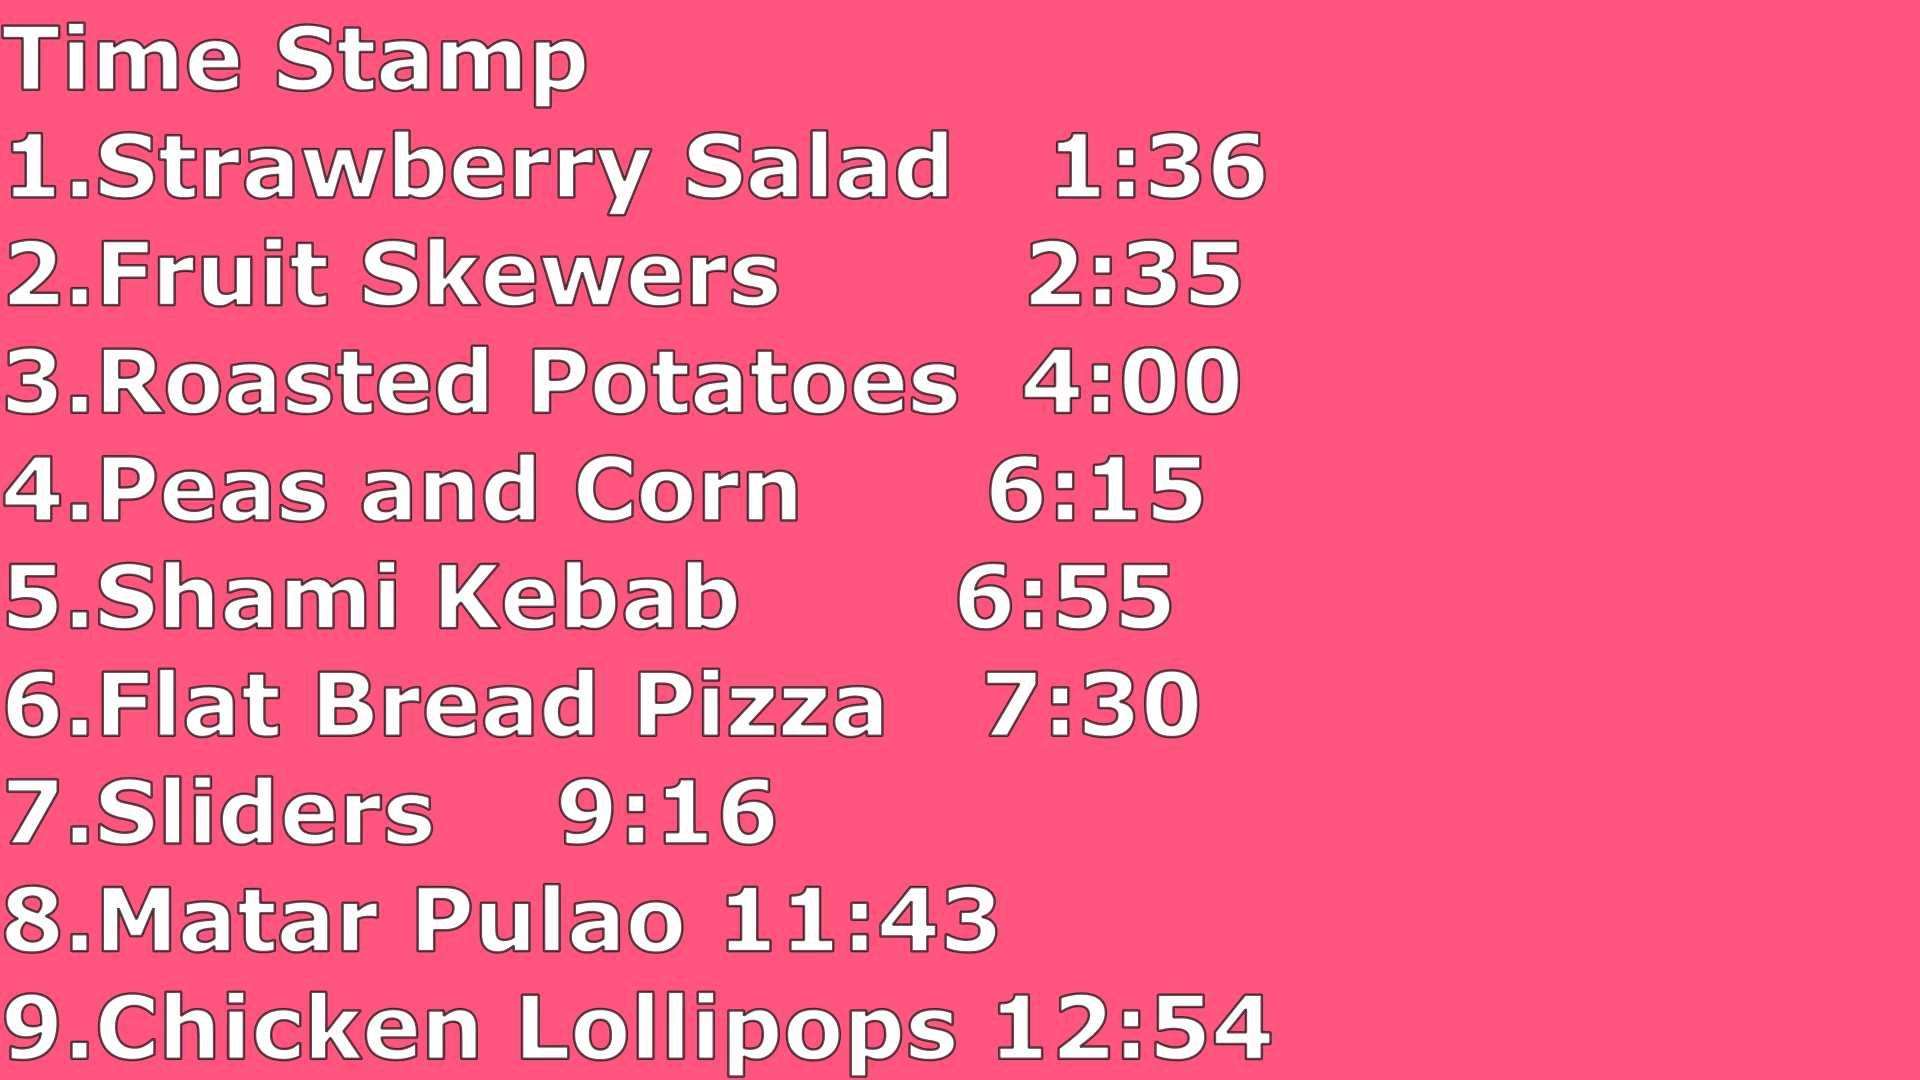 Time Stamp
1.Strawberry Salad 1:36
2.Fruit Skewers 2:35
3.Roasted Potatoes 4:00
4.Peas and Corn 6:15
5.Shami Kebab 6:55
6.Flat Bread Pizza 7:30
7.Sliders 9:16
8.Matar Pulao 11:43
9.Chicken Lollipops 12:54